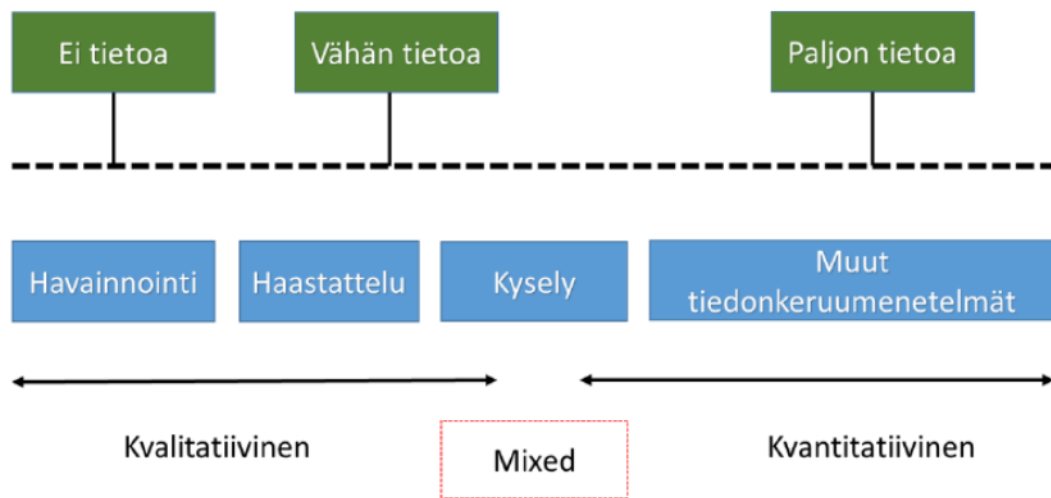 Ei tietoa
Vähän tietoa
Paljon tietoa
Havainnointi
Haastattelu
Kysely
Muut
tiedonkeruumenetelmät
Kvalitatiivinen
Mixed
Kvantitatiivinen